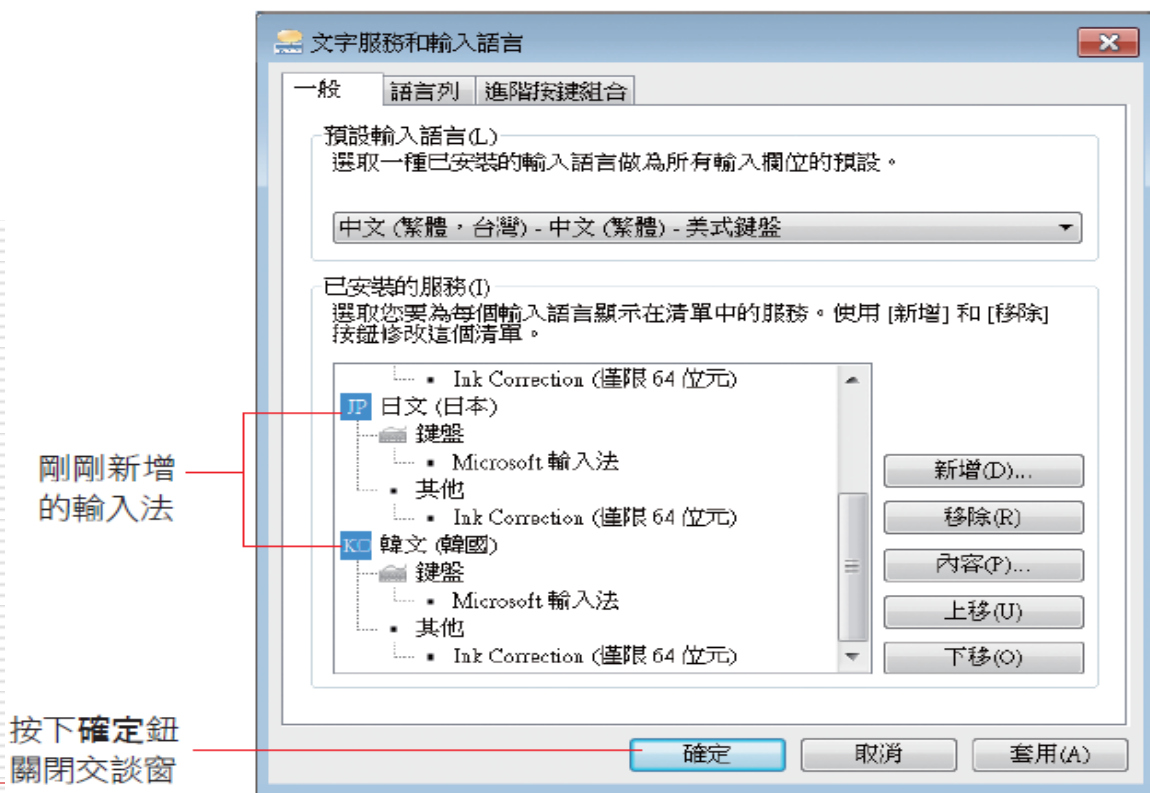 文字服務和輸入語言
一般 語言列 進階按鍵組合
預設輸入語言(L)
選取一種已安裝的輸入語言做為所有輸入欄位的預設。
中文 (繁體，台灣) - 中文 (繁體) - 美式鍵盤
已安裝的服務(I)
選取您要為每個輸入語言顯示在清單中的服務。使用 [新增] 和 [移除]
按鈕修改這個清單。
Ink Correction (僅限 64 位元)
JP 日文 (日本)
鍵盤
Microsoft 輸入法
其他
Ink Correction (僅限 64 位元)
KO 韓文 (韓國)
鍵盤
Microsoft 輸入法
其他
Ink Correction (僅限 64 位元)
新增(D)...
移除(R)
內容(P)...
上移(U)
下移(O)
確定 取消 套用(A)
剛剛新增
的輸入法
按下確定鈕
關閉交談窗